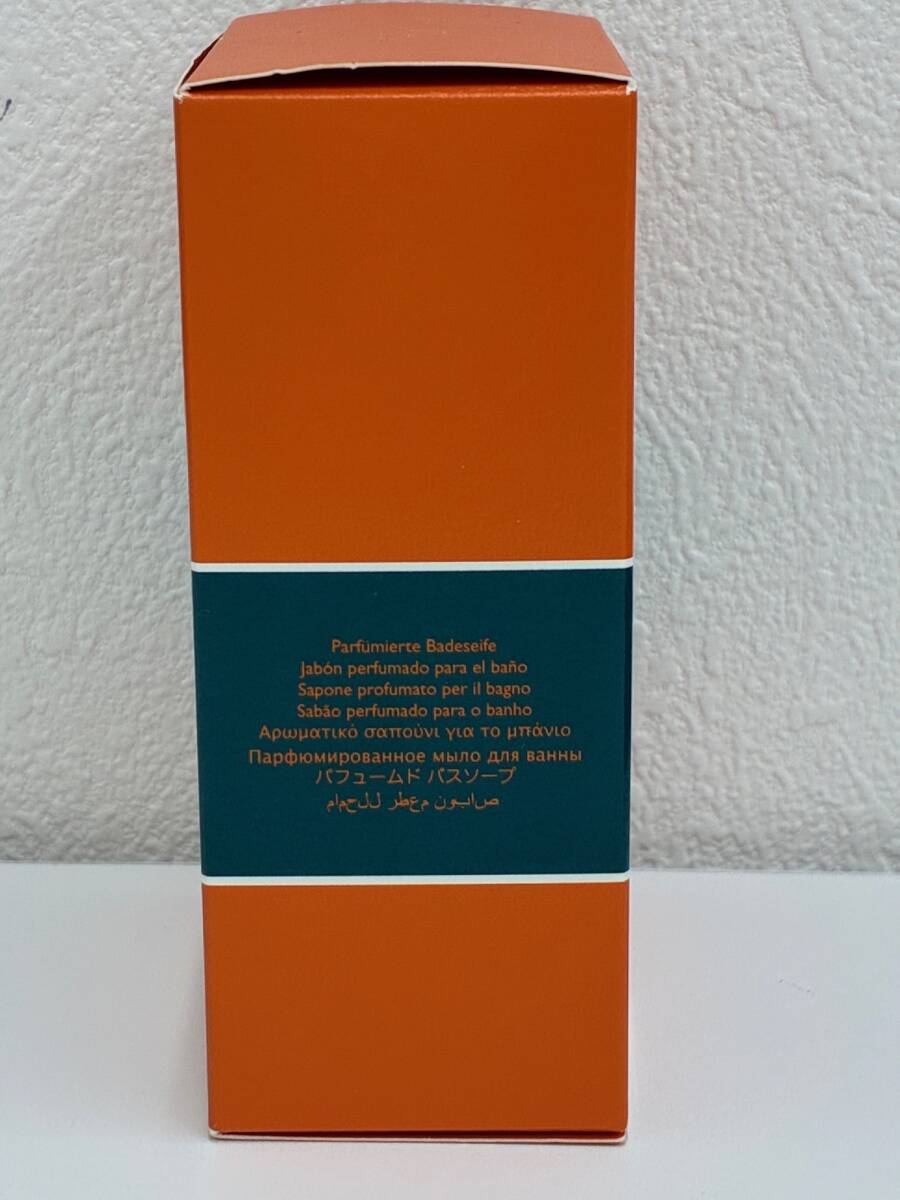 Parfümierte Badeseife
Jabón perfumado para el baño
Sapone profumato per il bagno
Sabão perfumado para o banho
Αρωματικό σαπούνι για το μπάνιο
Парфюмированное мыло для ванны
パフュームド バスソープ
صابون معطر للحمام